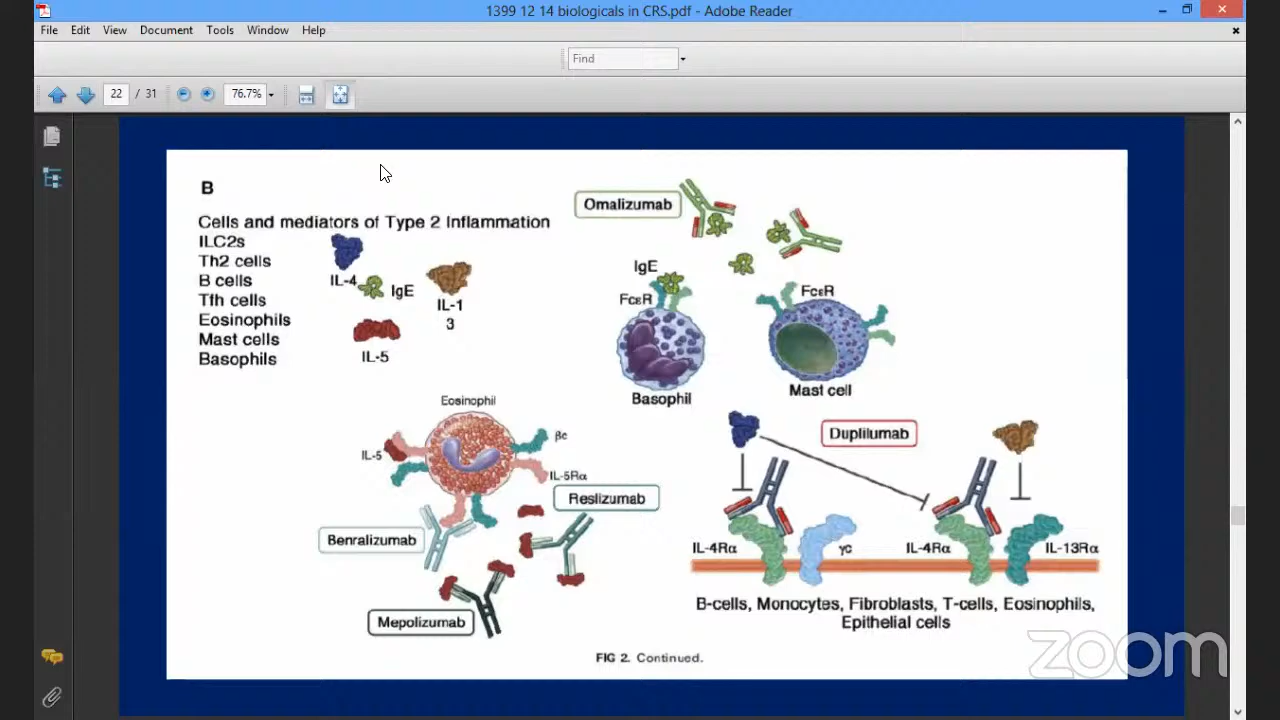 1399 12 14 biologicals in CRS.pdf - Adobe Reader
File Edit View Document Tools Window Help
Find
22 / 31 76.7%
B
Cells and mediators of Type 2 Inflammation
ILC2s
Th2 cells
B cells
Tfh cells
Eosinophils
Mast cells
Basophils
IL-4
IgE
IL-1
3
IL-5
Omalizumab
IgE
FcεR
FcεR
Basophil
Mast cell
Eosinophil
IL-5
βc
IL-5Rα
Reslizumab
Benralizumab
Mepolizumab
Duplilumab
IL-4Rα
γc
IL-4Rα
IL-13Rα
B-cells, Monocytes, Fibroblasts, T-cells, Eosinophils,
Epithelial cells
FIG 2. Continued.
zoom